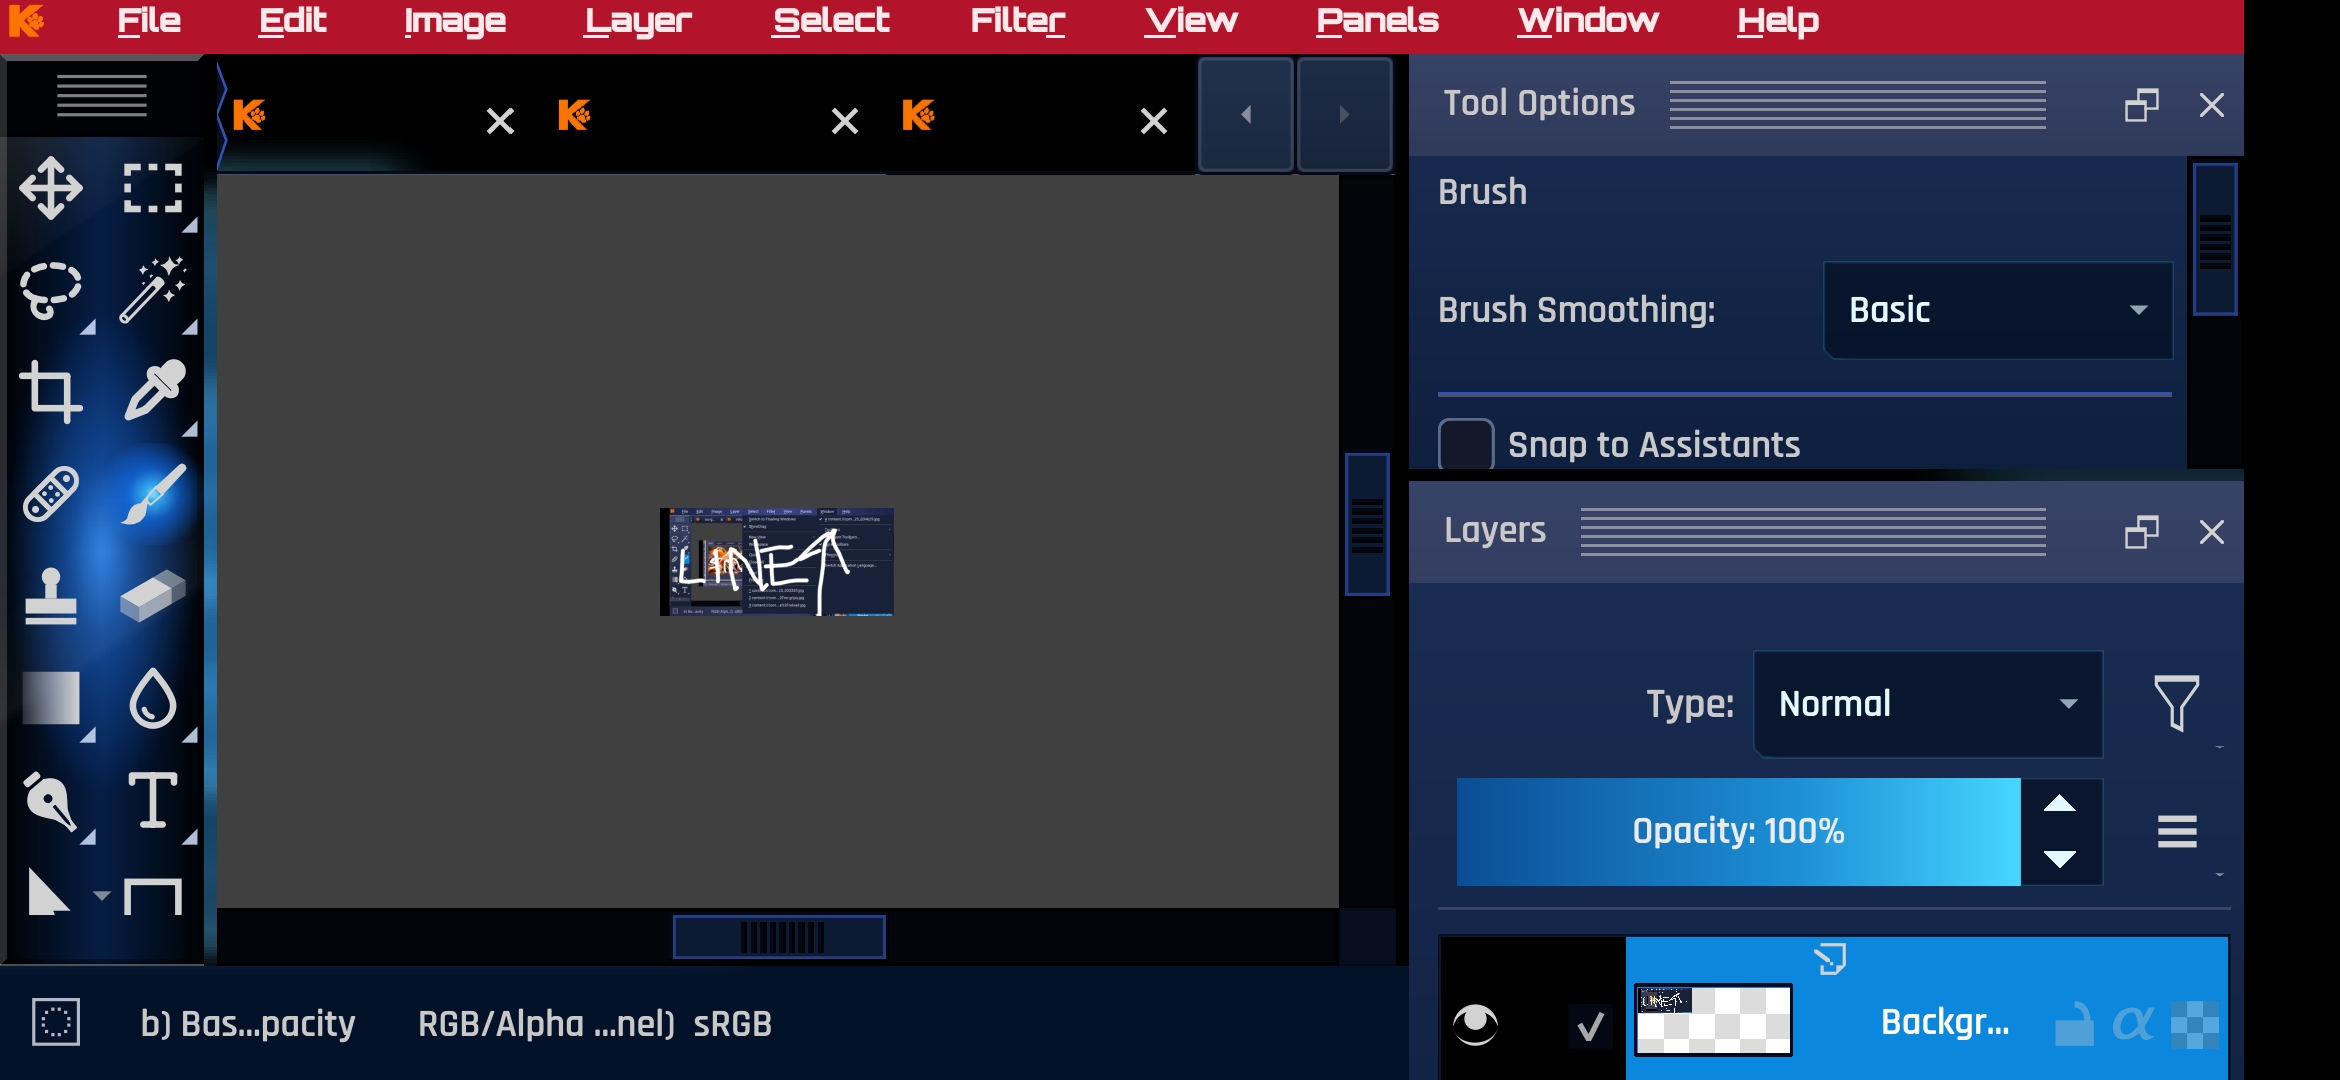 File Edit Image Layer Select Filter View Panels Window Help
Tool Options
Brush
Brush Smoothing: Basic
Snap to Assistants
LINE
Layers
Type: Normal
Opacity: 100%
Backgr...
b) Bas...pacity RGB/Alpha ...nel) sRGB